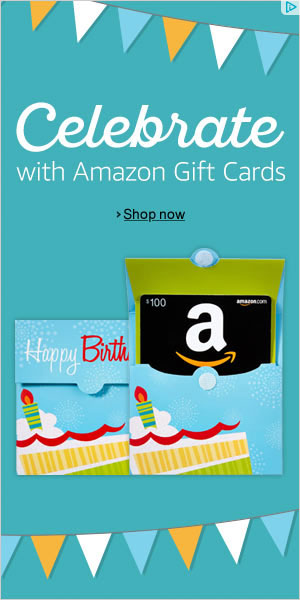 Celebrate
with Amazon Gift Cards
> Shop now
$100
amazon.com
a
Happy Birth